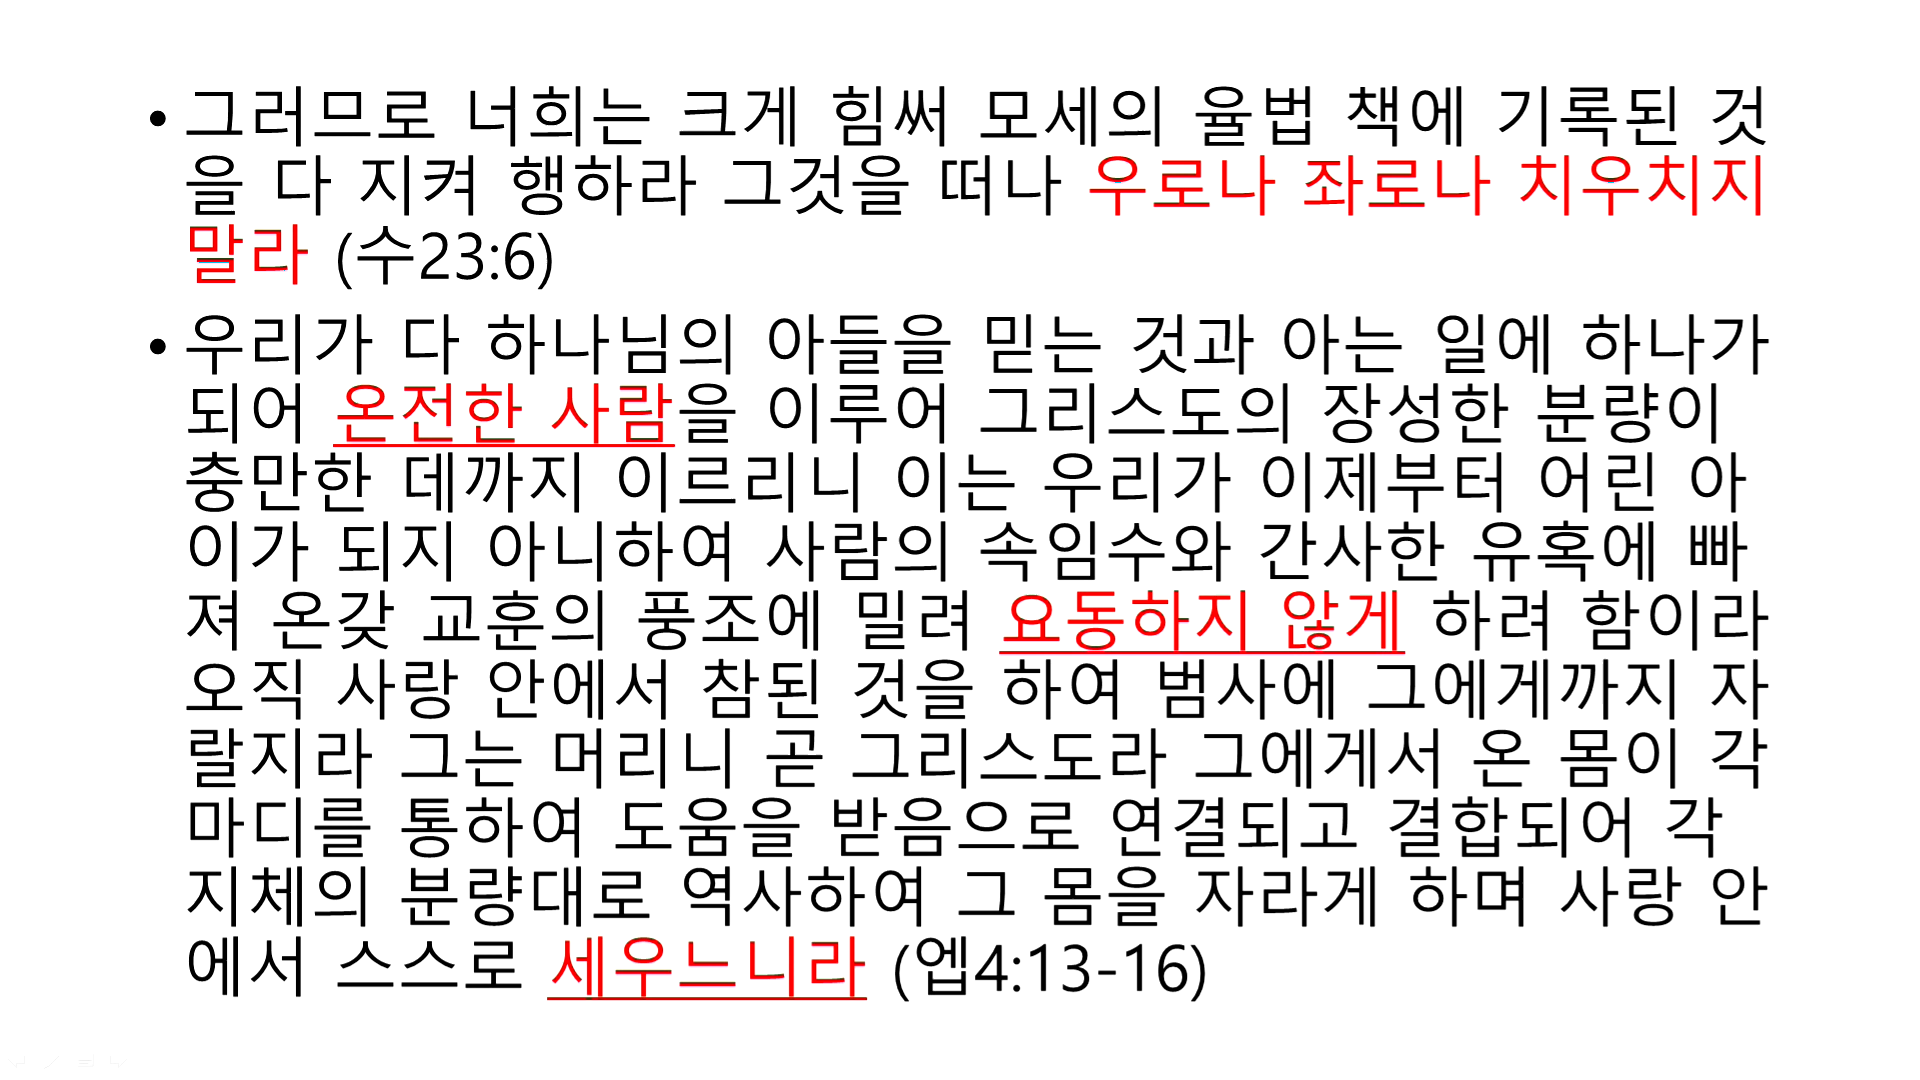 • 그러므로 너희는 크게 힘써 모세의 율법 책에 기록된 것
을 다 지켜 행하라 그것을 떠나 우로나 좌로나 치우치지
말라 (수23:6)
• 우리가 다 하나님의 아들을 믿는 것과 아는 일에 하나가
되어 온전한 사람을 이루어 그리스도의 장성한 분량이
충만한 데까지 이르리니 이는 우리가 이제부터 어린 아
이가 되지 아니하여 사람의 속임수와 간사한 유혹에 빠
져 온갖 교훈의 풍조에 밀려 요동하지 않게 하려 함이라
오직 사랑 안에서 참된 것을 하여 범사에 그에게까지 자
랄지라 그는 머리니 곧 그리스도라 그에게서 온 몸이 각
마디를 통하여 도움을 받음으로 연결되고 결합되어 각
지체의 분량대로 역사하여 그 몸을 자라게 하며 사랑 안
에서 스스로 세우느니라 (엡4:13-16)